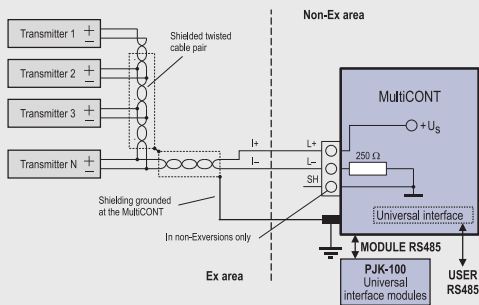 Non-Ex area
Transmitter 1 + −
Shielded twisted
cable pair
Transmitter 2 + −
Transmitter 3 + −
Transmitter N + −
MultiCONT
+ Us
I+
L+
I−
L−
250 Ω
SH
Shielding grounded
at the MultiCONT
In non-Exversions only
Universal interface
Ex area
MODULE RS485
PJK-100
Universal
interface modules
USER
RS485